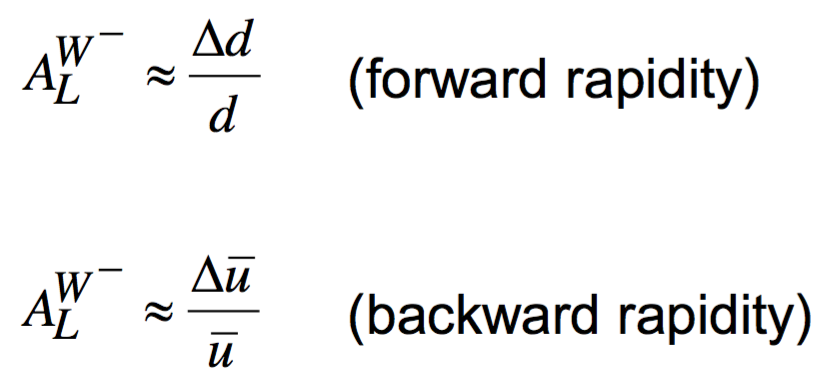 A_L^{W^-} ≈ Δd/d (forward rapidity)
A_L^{W^-} ≈ Δū/ū (backward rapidity)